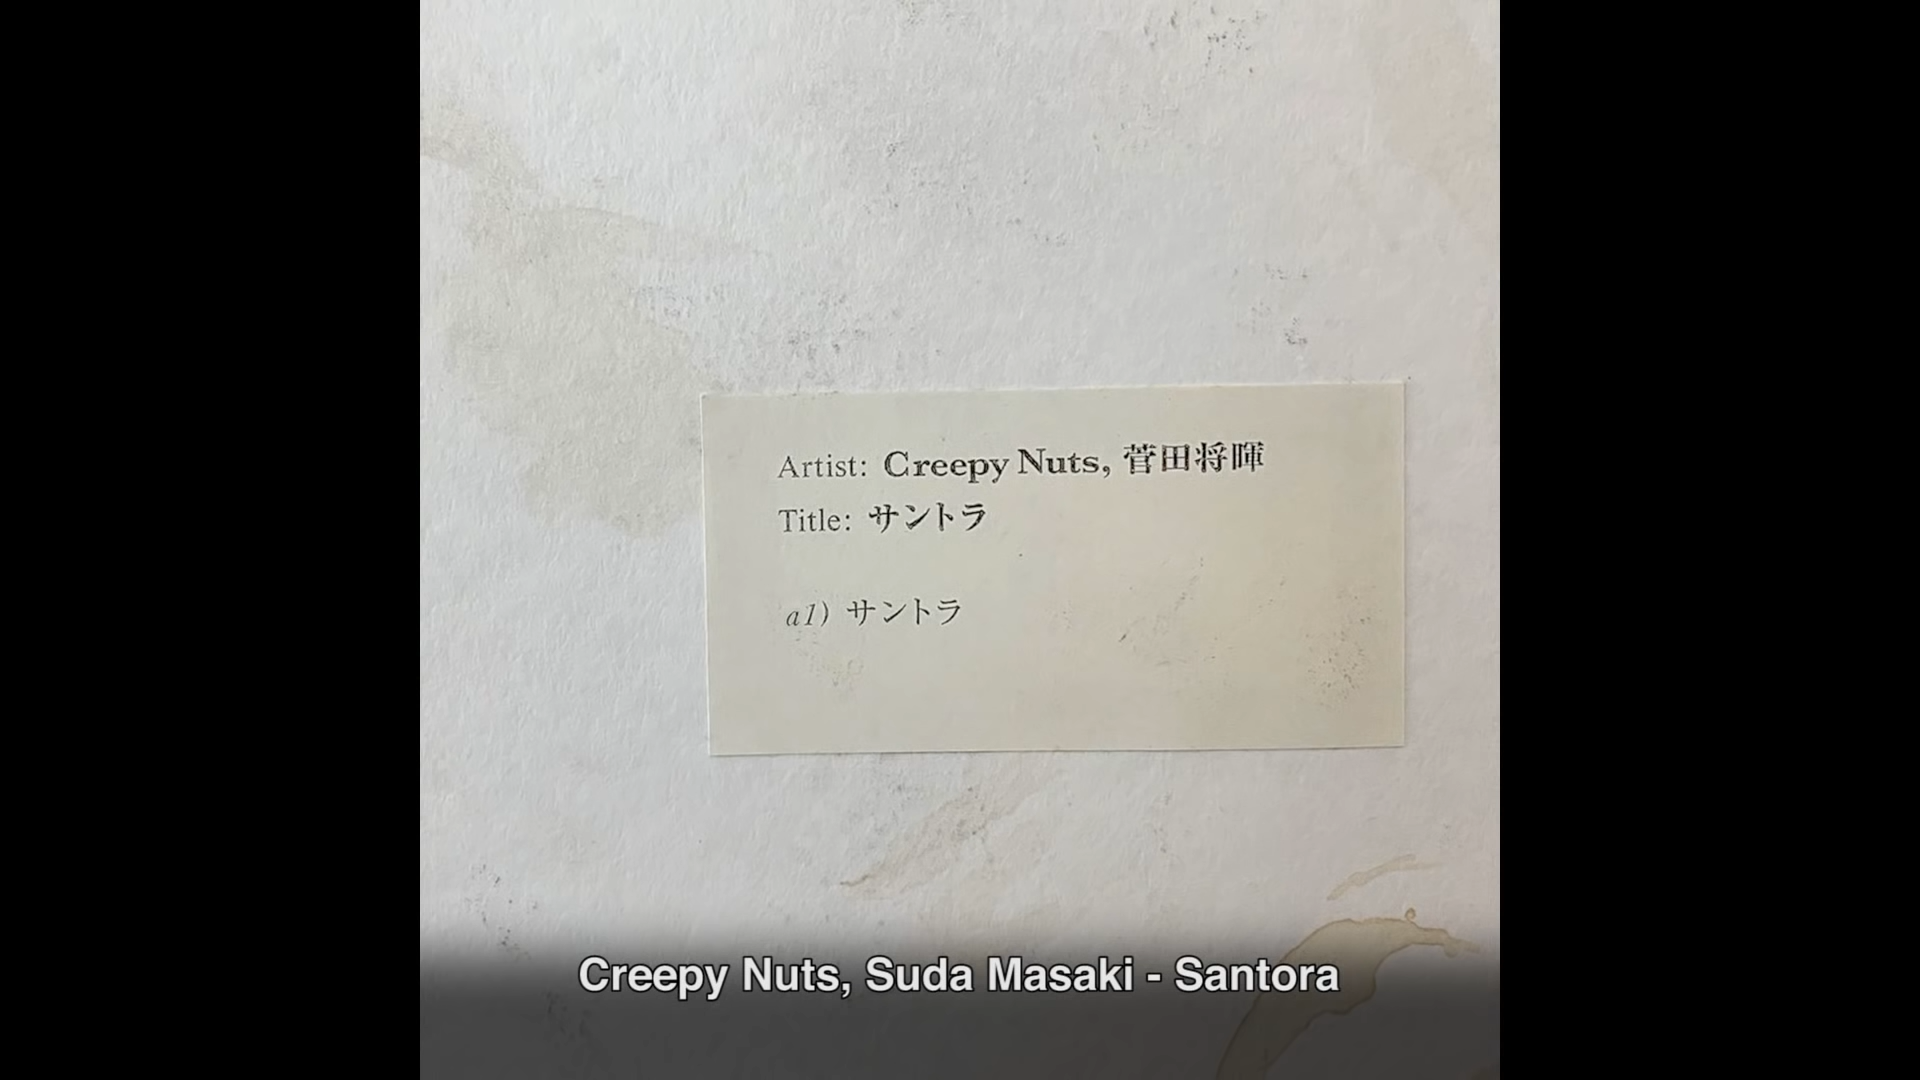 Artist: Creepy Nuts, 菅田将暉
Title: サントラ
a1) サントラ
Creepy Nuts, Suda Masaki - Santora